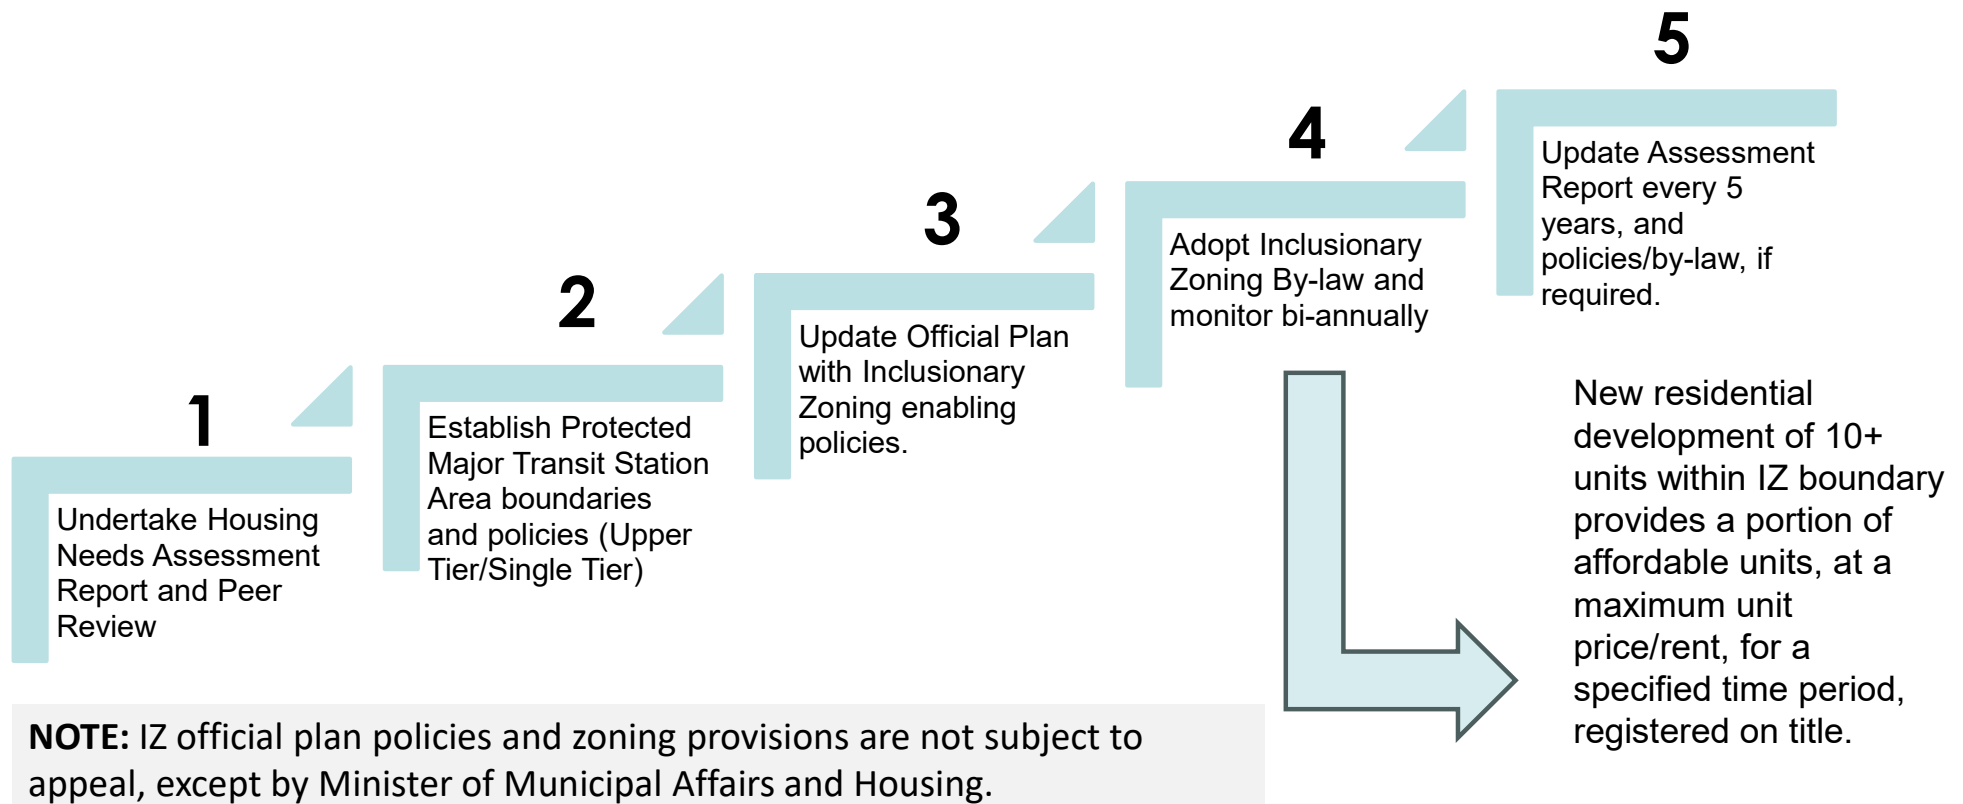 1
Undertake Housing
Needs Assessment
Report and Peer
Review
2
Establish Protected
Major Transit Station
Area boundaries
and policies (Upper
Tier/Single Tier)
3
Update Official Plan
with Inclusionary
Zoning enabling
policies.
4
Adopt Inclusionary
Zoning By-law and
monitor bi-annually
5
Update Assessment
Report every 5
years, and
policies/by-law, if
required.
New residential
development of 10+
units within IZ boundary
provides a portion of
affordable units, at a
maximum unit
price/rent, for a
specified time period,
registered on title.
NOTE: IZ official plan policies and zoning provisions are not subject to
appeal, except by Minister of Municipal Affairs and Housing.